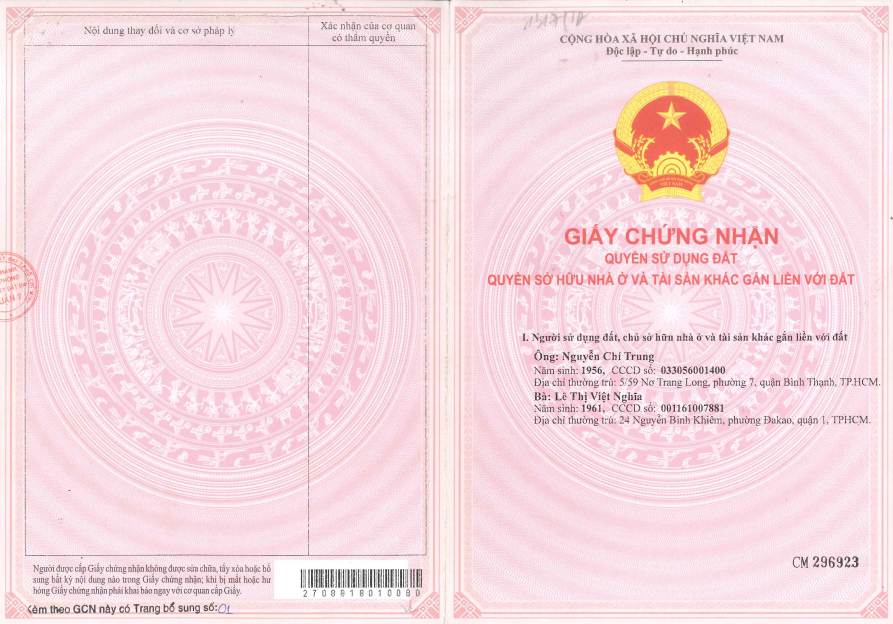 Nội dung thay đổi và cơ sở pháp lý
Xác nhận của cơ quan
có thẩm quyền
Người được cấp Giấy chứng nhận không được sửa chữa, tẩy xóa hoặc bổ
sung bất kỳ nội dung nào trong Giấy chứng nhận; khi bị mất hoặc hư
hỏng Giấy chứng nhận phải khai báo ngay với cơ quan cấp Giấy.
2708818010080
Kèm theo GCN này có Trang bổ sung số: 01
CỘNG HÒA XÃ HỘI CHỦ NGHĨA VIỆT NAM
Độc lập - Tự do - Hạnh phúc
VIỆT NAM
GIẤY CHỨNG NHẬN
QUYỀN SỬ DỤNG ĐẤT
QUYỀN SỞ HỮU NHÀ Ở VÀ TÀI SẢN KHÁC GẮN LIỀN VỚI ĐẤT
I. Người sử dụng đất, chủ sở hữu nhà ở và tài sản khác gắn liền với đất
Ông: Nguyễn Chí Trung
Năm sinh: 1956, CCCD số: 033056001400
Địa chỉ thường trú: 5/59 Nơ Trang Long, phường 7, quận Bình Thạnh, TP.HCM.
Bà: Lê Thị Việt Nghĩa
Năm sinh: 1961, CCCD số: 001161007881
Địa chỉ thường trú: 24 Nguyễn Bỉnh Khiêm, phường Đakao, quận 1, TPHCM.
CM 296923